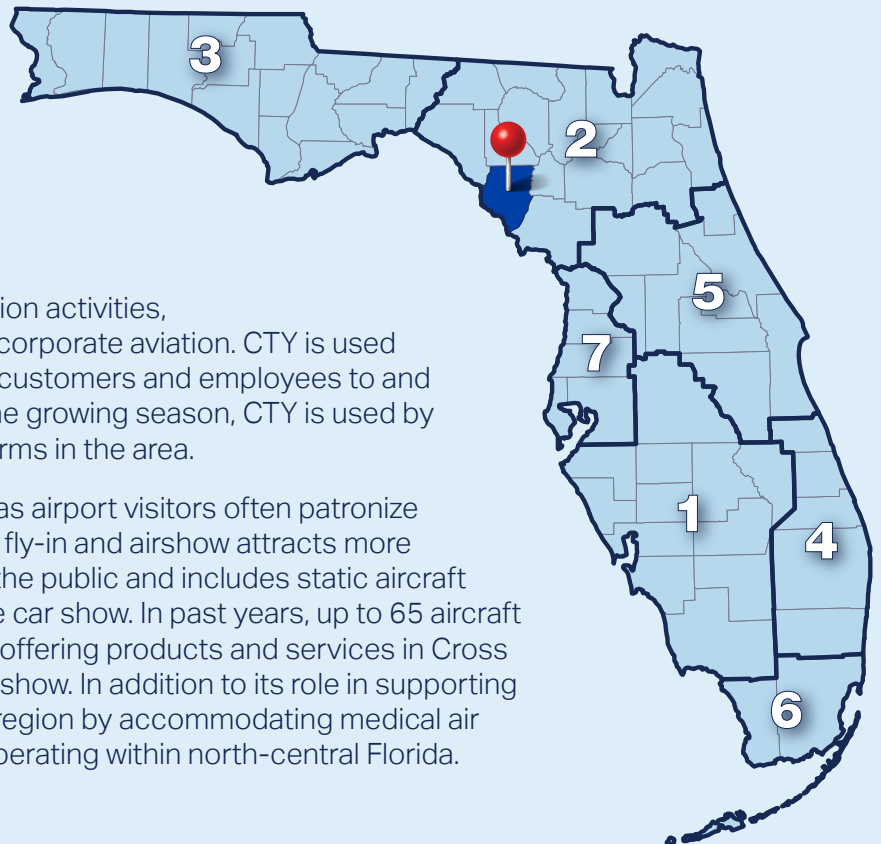 3
2
5
7
1
4
6
ion activities,
corporate aviation. CTY is used
customers and employees to and
ne growing season, CTY is used by
rms in the area.
as airport visitors often patronize
fly-in and airshow attracts more
the public and includes static aircraft
e car show. In past years, up to 65 aircraft
offering products and services in Cross
show. In addition to its role in supporting
region by accommodating medical air
perating within north-central Florida.